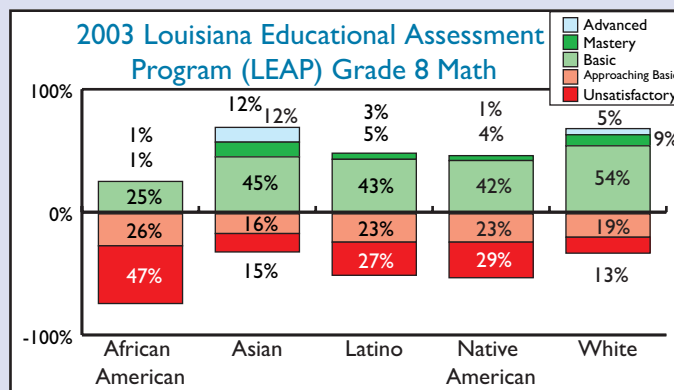 2003 Louisiana Educational Assessment
Program (LEAP) Grade 8 Math
Advanced
Mastery
Basic
Approaching Basic
Unsatisfactory
100%
0%
-100%
1%
1%
25%
26%
47%
12%
12%
45%
16%
15%
3%
5%
43%
23%
27%
1%
4%
42%
23%
29%
5%
9%
54%
19%
13%
African
American
Asian
Latino
Native
American
White